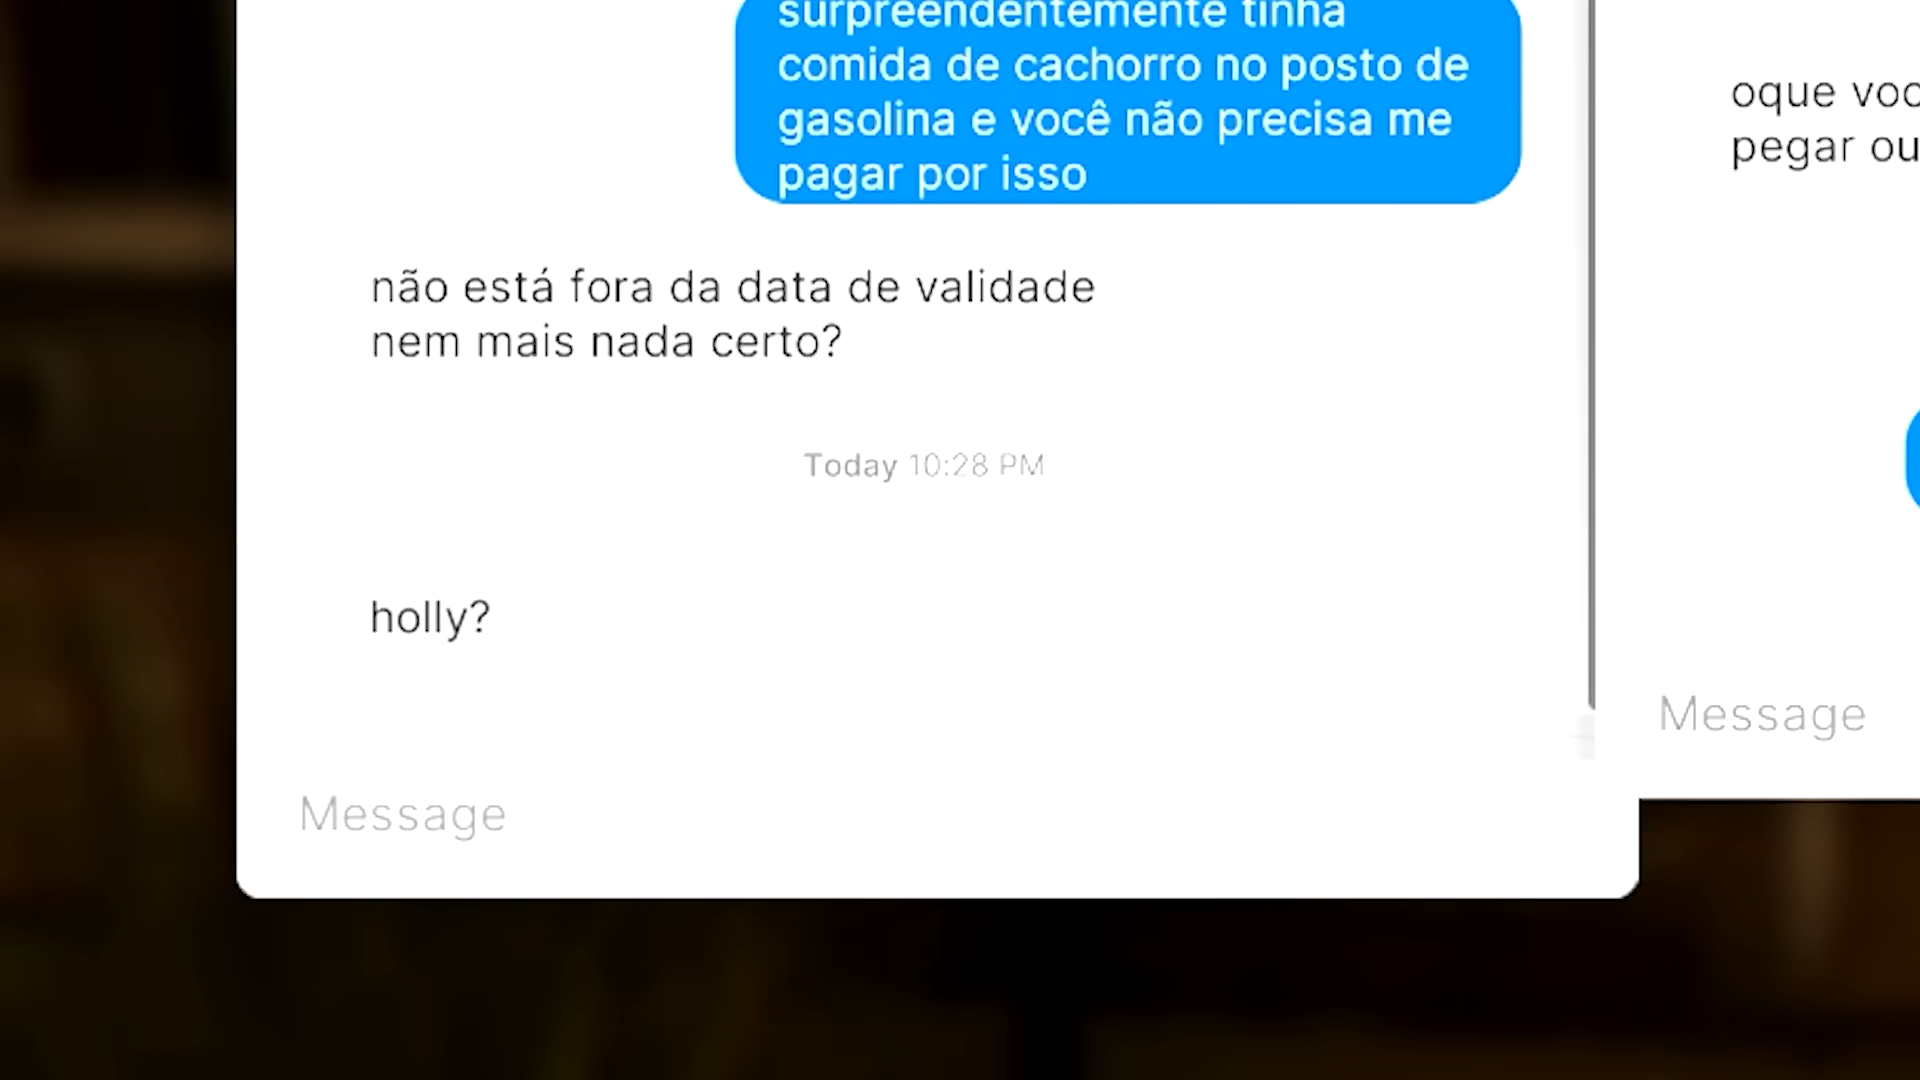 surpreendentemente tinha
comida de cachorro no posto de
gasolina e você não precisa me
pagar por isso
não está fora da data de validade
nem mais nada certo?
Today 10:28 PM
holly?
Message
oque
pegar ou
Message